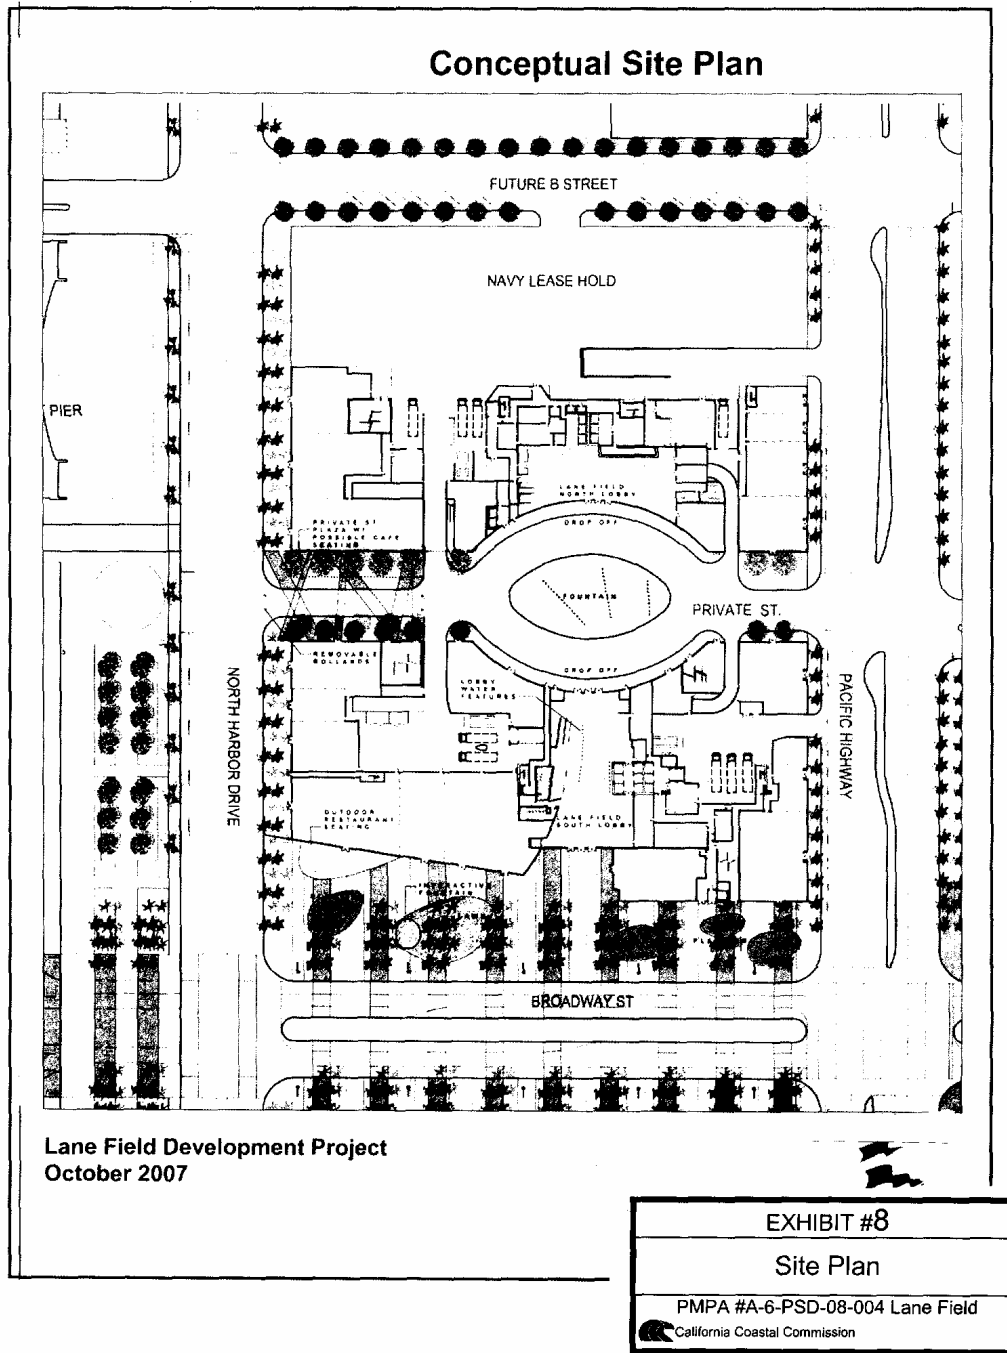 Conceptual Site Plan
FUTURE B STREET
NAVY LEASE HOLD
PIER
LANE FIELD
NORTH LOBBY
DROP OFF
PRIVATE ST
PLAZA W/
POSSIBLE CAFE
SEATING
FOUNTAIN
PRIVATE ST.
REMOVABLE
BOLLARDS
DROP OFF
LOBBY
WATER
FEATURES
NORTH HARBOR DRIVE
PACIFIC HIGHWAY
OUTDOOR
RESTAURANT
SEATING
LANE FIELD
SOUTH LOBBY
INTERACTIVE
FOUNTAIN
BROADWAY ST
Lane Field Development Project
October 2007
EXHIBIT #8
Site Plan
PMPA #A-6-PSD-08-004 Lane Field
California Coastal Commission